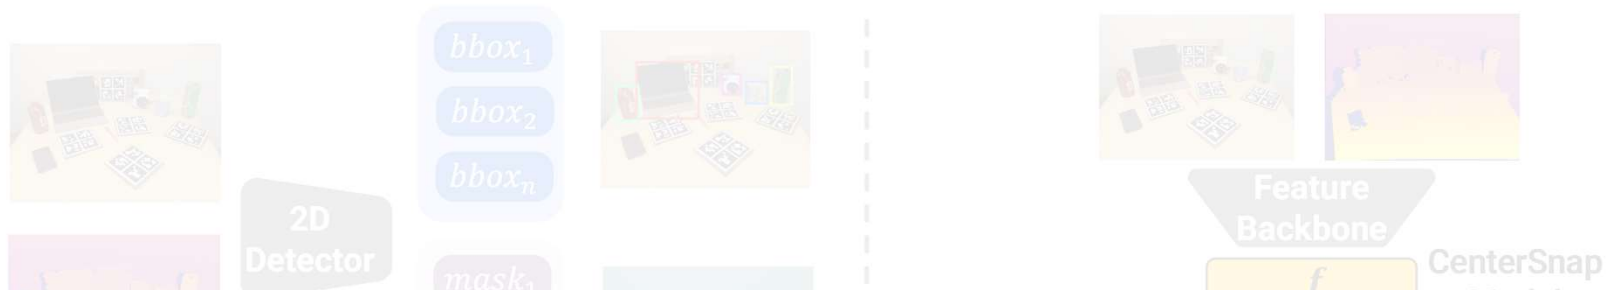 bbox₁
bbox₂
bboxₙ
2D
Detector
mask₁
Feature
Backbone
f
CenterSnap